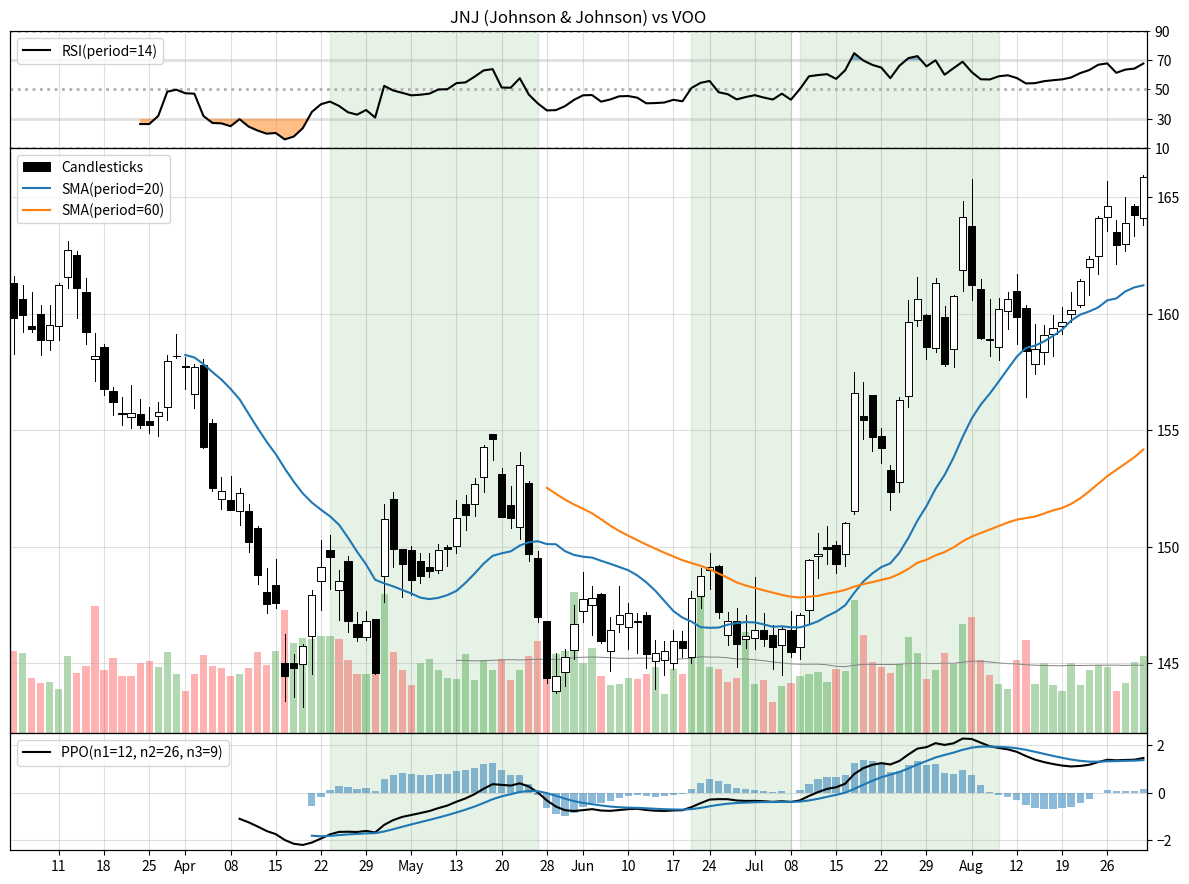 JNJ (Johnson & Johnson) vs VOO
RSI(period=14)
90
70
50
30
10
Candlesticks
SMA(period=20)
SMA(period=60)
165
160
155
150
145
PPO(n1=12, n2=26, n3=9)
2
0
−2
11 18 25 Apr 08 15 22 29 May 13 20 28 Jun 10 17 24 Jul 08 15 22 29 Aug 12 19 26